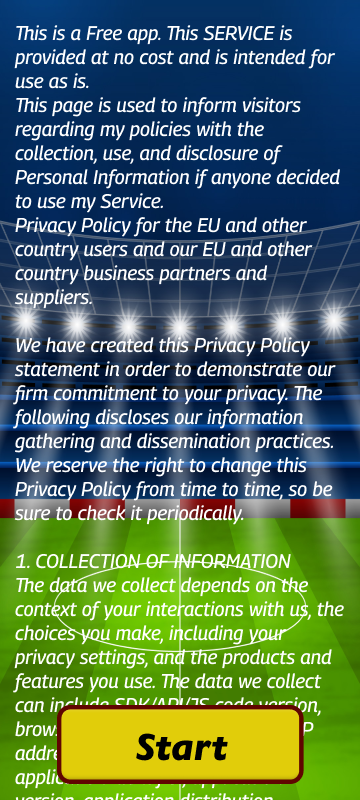 This is a Free app. This SERVICE is
provided at no cost and is intended for
use as is.
This page is used to inform visitors
regarding my policies with the
collection, use, and disclosure of
Personal Information if anyone decided
to use my Service.
Privacy Policy for the EU and other
country users and our EU and other
country business partners and
suppliers.
We have created this Privacy Policy
statement in order to demonstrate our
firm commitment to your privacy. The
following discloses our information
gathering and dissemination practices.
We reserve the right to change this
Privacy Policy from time to time, so be
sure to check it periodically.
1. COLLECTION OF INFORMATION
The data we collect depends on the
context of your interactions with us, the
choices you make, including your
privacy settings, and the products and
features you use. The data we collect
can include SDK/API/JS code version,
Start
version, application distribution